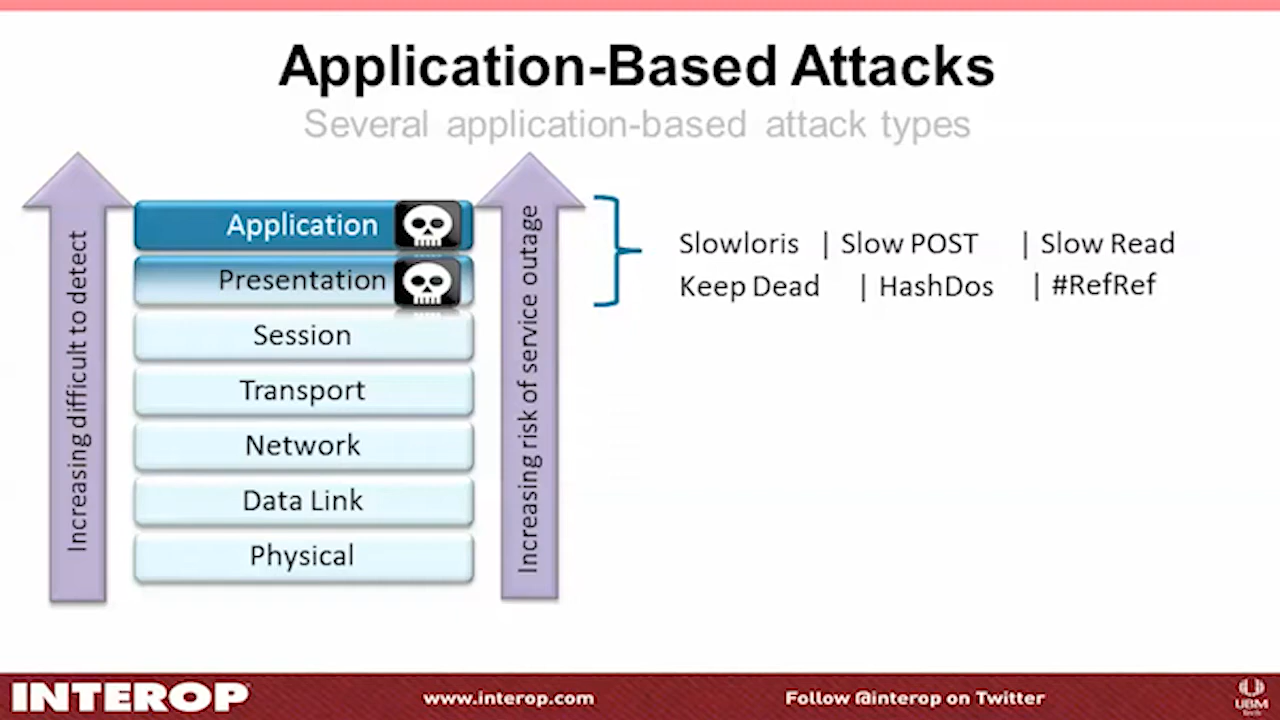 Application-Based Attacks
Several application-based attack types
Increasing difficult to detect
Application
Presentation
Session
Transport
Network
Data Link
Physical
Increasing risk of service outage
Slowloris | Slow POST | Slow Read
Keep Dead | HashDos | #RefRef
INTEROP
www.interop.com
Follow @interop on Twitter
UBM
Tech